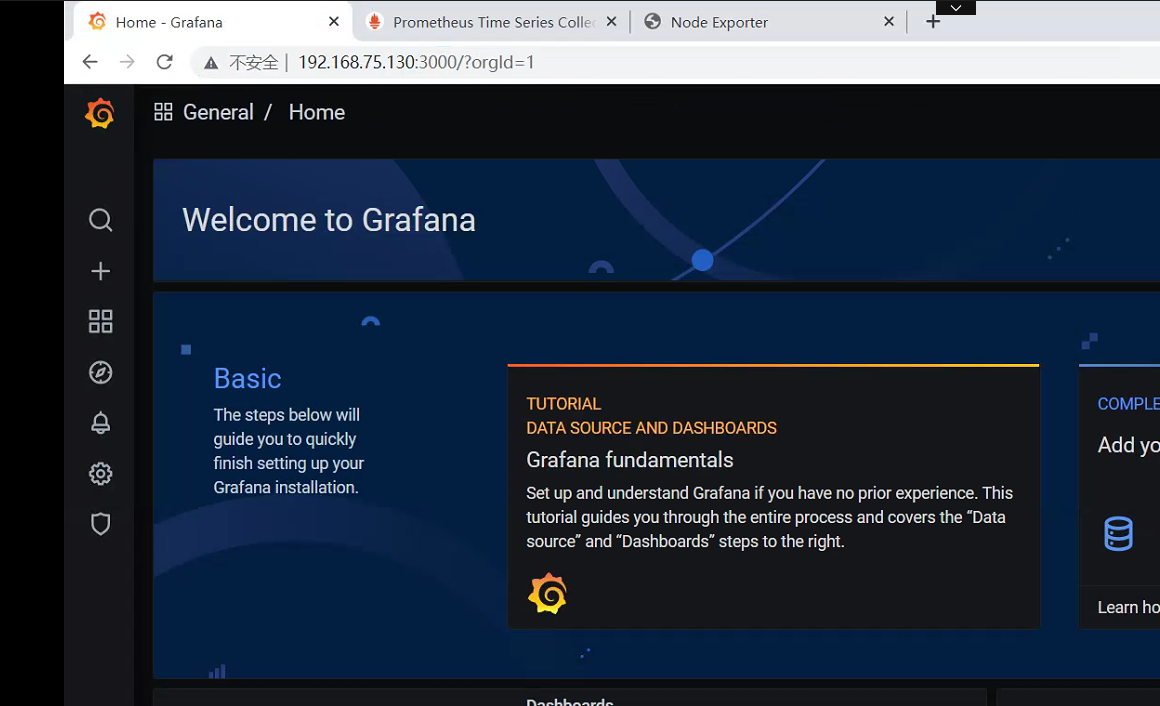 Home - Grafana
Prometheus Time Series Collec
Node Exporter
不安全 | 192.168.75.130:3000/?orgId=1
General / Home
Welcome to Grafana
Basic
The steps below will
guide you to quickly
finish setting up your
Grafana installation.
TUTORIAL
DATA SOURCE AND DASHBOARDS
Grafana fundamentals
Set up and understand Grafana if you have no prior experience. This
tutorial guides you through the entire process and covers the “Data
source” and “Dashboards” steps to the right.
COMPLE
Add yo
Learn ho
Dashboards